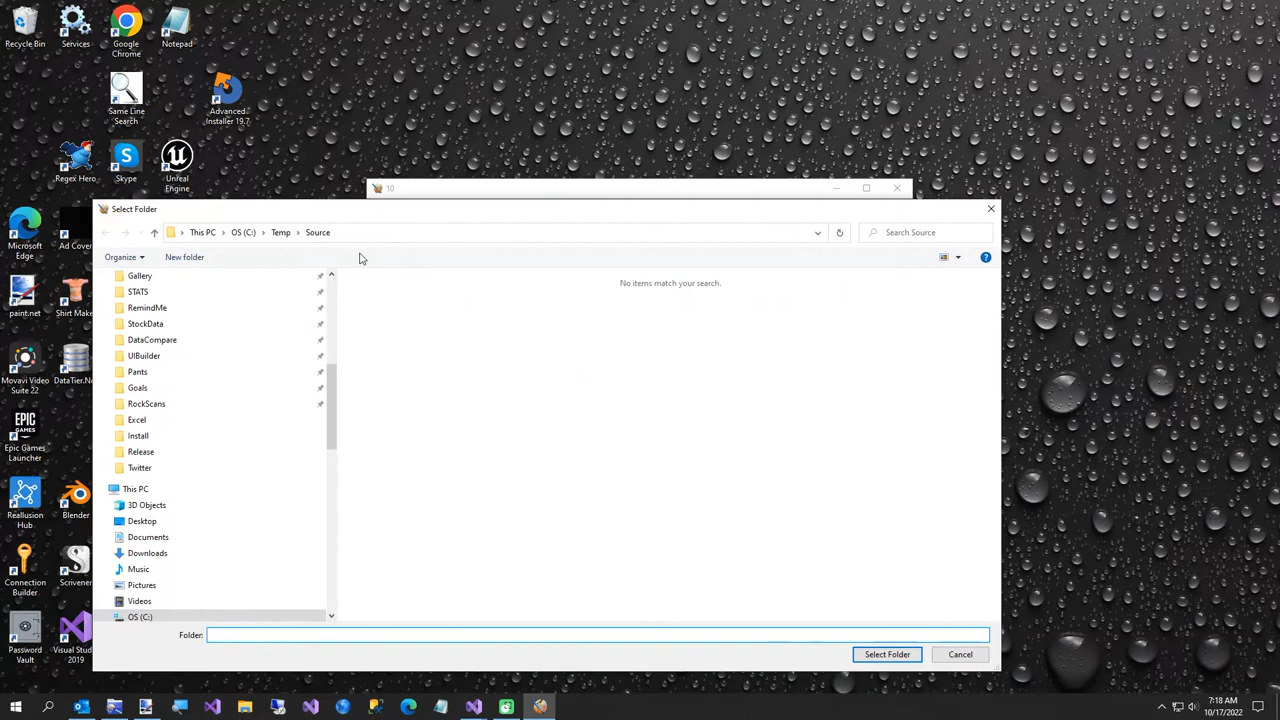 Recycle Bin
Services
Google Chrome
Notepad
Same Line Search
Advanced Installer 19.7
Regex Hero
Skype
Unreal Engine
Microsoft Edge
Ad Cover
paint.net
Shirt Make
Movavi Video Suite 22
DataTier.N
Epic Games Launcher
Reallusion Hub
Blender
Connection Builder
Scrivener
Password Vault
Visual Stud 2019
EPIC GAMES
10
Select Folder
This PC > OS (C:) > Temp > Source
Search Source
Organize
New folder
No items match your search.
Gallery
STATS
RemindMe
StockData
DataCompare
UIBuilder
Pants
Goals
RockScans
Excel
Install
Release
Twitter
This PC
3D Objects
Desktop
Documents
Downloads
Music
Pictures
Videos
OS (C:)
Folder:
Select Folder
Cancel
7:18 AM
10/17/2022